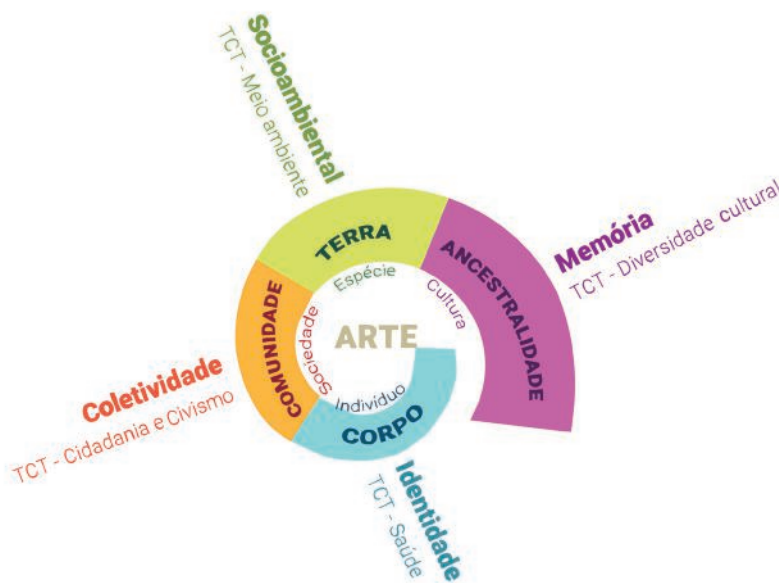 Socioambiental
TCT - Meio ambiente
TERRA
Espécie
ANCESTRALIDADE
Cultura
Memória
TCT - Diversidade cultural
ARTE
COMUNIDADE
Sociedade
Coletividade
TCT - Cidadania e Civismo
Indivíduo
CORPO
Identidade
TCT - Saúde